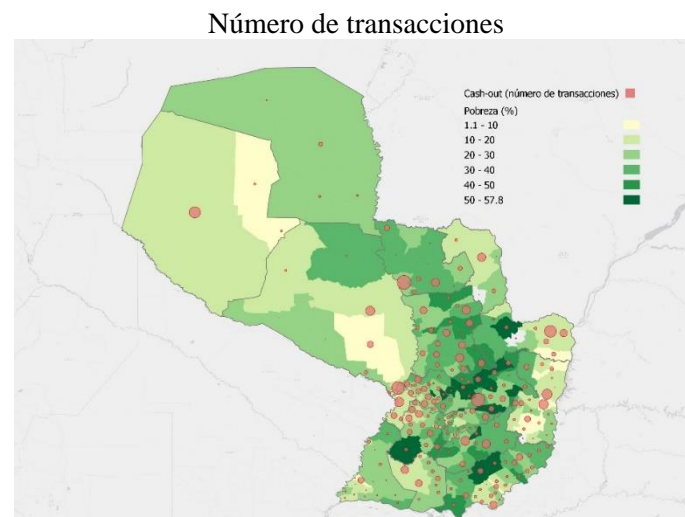 Número de transacciones
Cash-out (número de transacciones)
Pobreza (%)
1.1 - 10
10 - 20
20 - 30
30 - 40
40 - 50
50 - 57.8